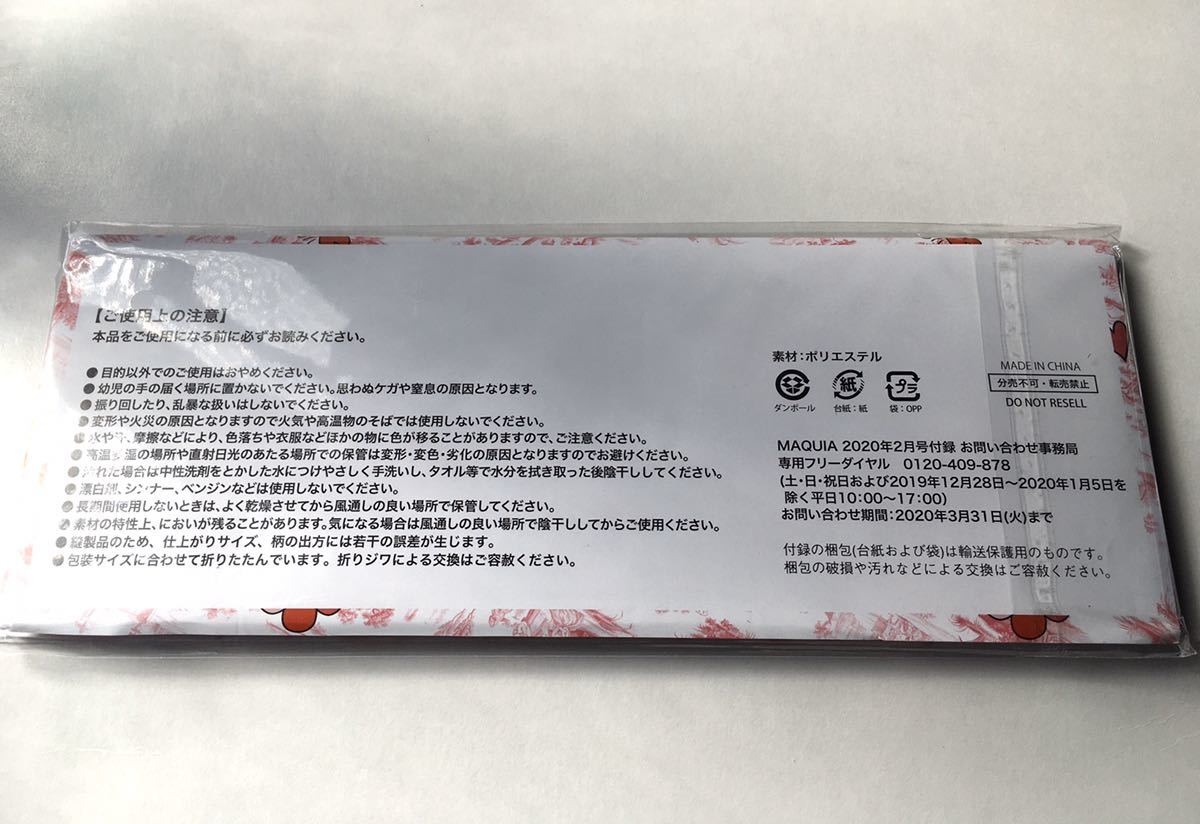 【ご使用上の注意】
本品をご使用になる前に必ずお読みください。
●目的以外でのご使用はおやめください。
●幼児の手の届く場所に置かないでください。思わぬケガや窒息の原因となります。
●振り回したり、乱暴な扱いはしないでください。
●変形や火災の原因となりますので火気や高温物のそばでは使用しないでください。
●水や汗、摩擦などにより、色落ちや衣服などほかの物に色が移ることがありますので、ご注意ください。
●高温多湿の場所や直射日光のあたる場所での保管は変形・変色・劣化の原因となりますのでお避けください。
●汚れた場合は中性洗剤をとかした水につけやさしく手洗いし、タオル等で水分を拭き取った後陰干ししてください。
●漂白剤、シンナー、ベンジンなどは使用しないでください。
●長期間使用しないときは、よく乾燥させてから風通しの良い場所で保管してください。
●素材の特性上、においが残ることがあります。気になる場合は風通しの良い場所で陰干ししてからご使用ください。
●縫製品のため、仕上がりサイズ、柄の出方には若干の誤差が生じます。
●包装サイズに合わせて折りたたんでいます。折りジワによる交換はご容赦ください。
素材：ポリエステル
紙
プラ
ダンボール
台紙：紙
袋：OPP
MADE IN CHINA
分売不可・転売禁止
DO NOT RESELL
MAQUIA 2020年2月号付録 お問い合わせ事務局
専用フリーダイヤル 0120-409-878
(土・日・祝日および2019年12月28日〜2020年1月5日を
除く平日10:00〜17:00)
お問い合わせ期間：2020年3月31日(火)まで
付録の梱包(台紙および袋)は輸送保護用のものです。
梱包の破損や汚れなどによる交換はご容赦ください。